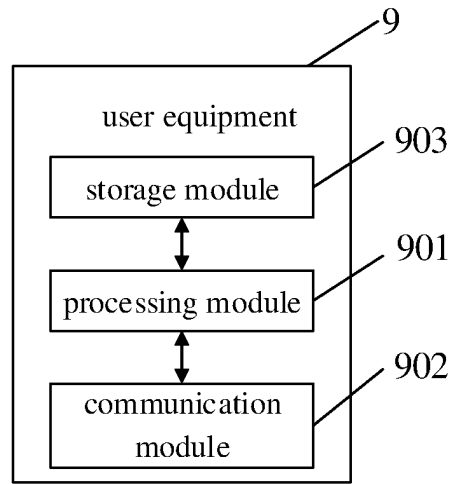 9
user equipment
903
storage module
901
processing module
902
communication
module